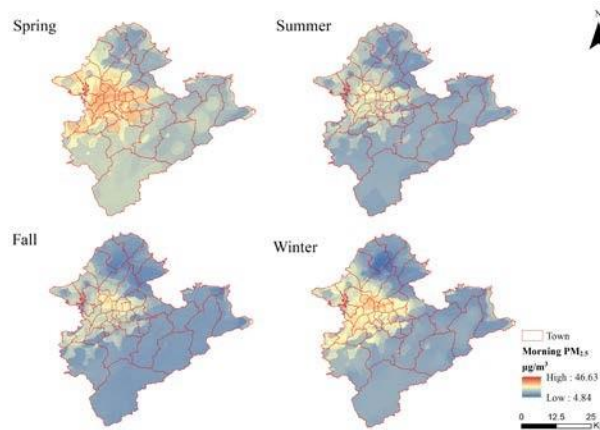 Spring
Summer
N
Fall
Winter
Town
Morning PM2.5
µg/m³
High : 46.63
Low : 4.84
0 12.5 25